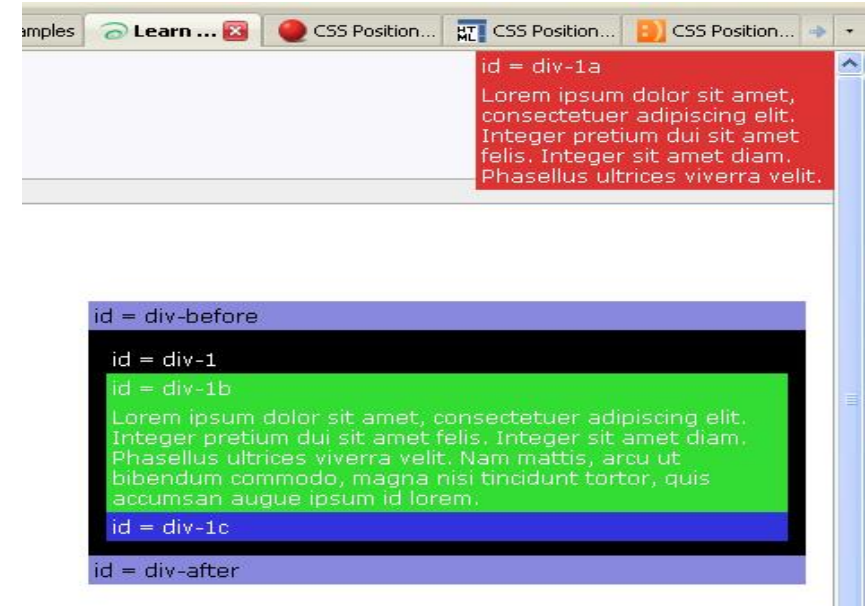 amples
Learn ...
CSS Position...
HTML
CSS Position...
CSS Position...
id = div-1a
Lorem ipsum dolor sit amet,
consectetuer adipiscing elit.
Integer pretium dui sit amet
felis. Integer sit amet diam.
Phasellus ultrices viverra velit.
id = div-before
id = div-1
id = div-1b
Lorem ipsum dolor sit amet, consectetuer adipiscing elit.
Integer pretium dui sit amet felis. Integer sit amet diam.
Phasellus ultrices viverra velit. Nam mattis, arcu ut
bibendum commodo, magna nisi tincidunt tortor, quis
accumsan augue ipsum id lorem.
id = div-1c
id = div-after